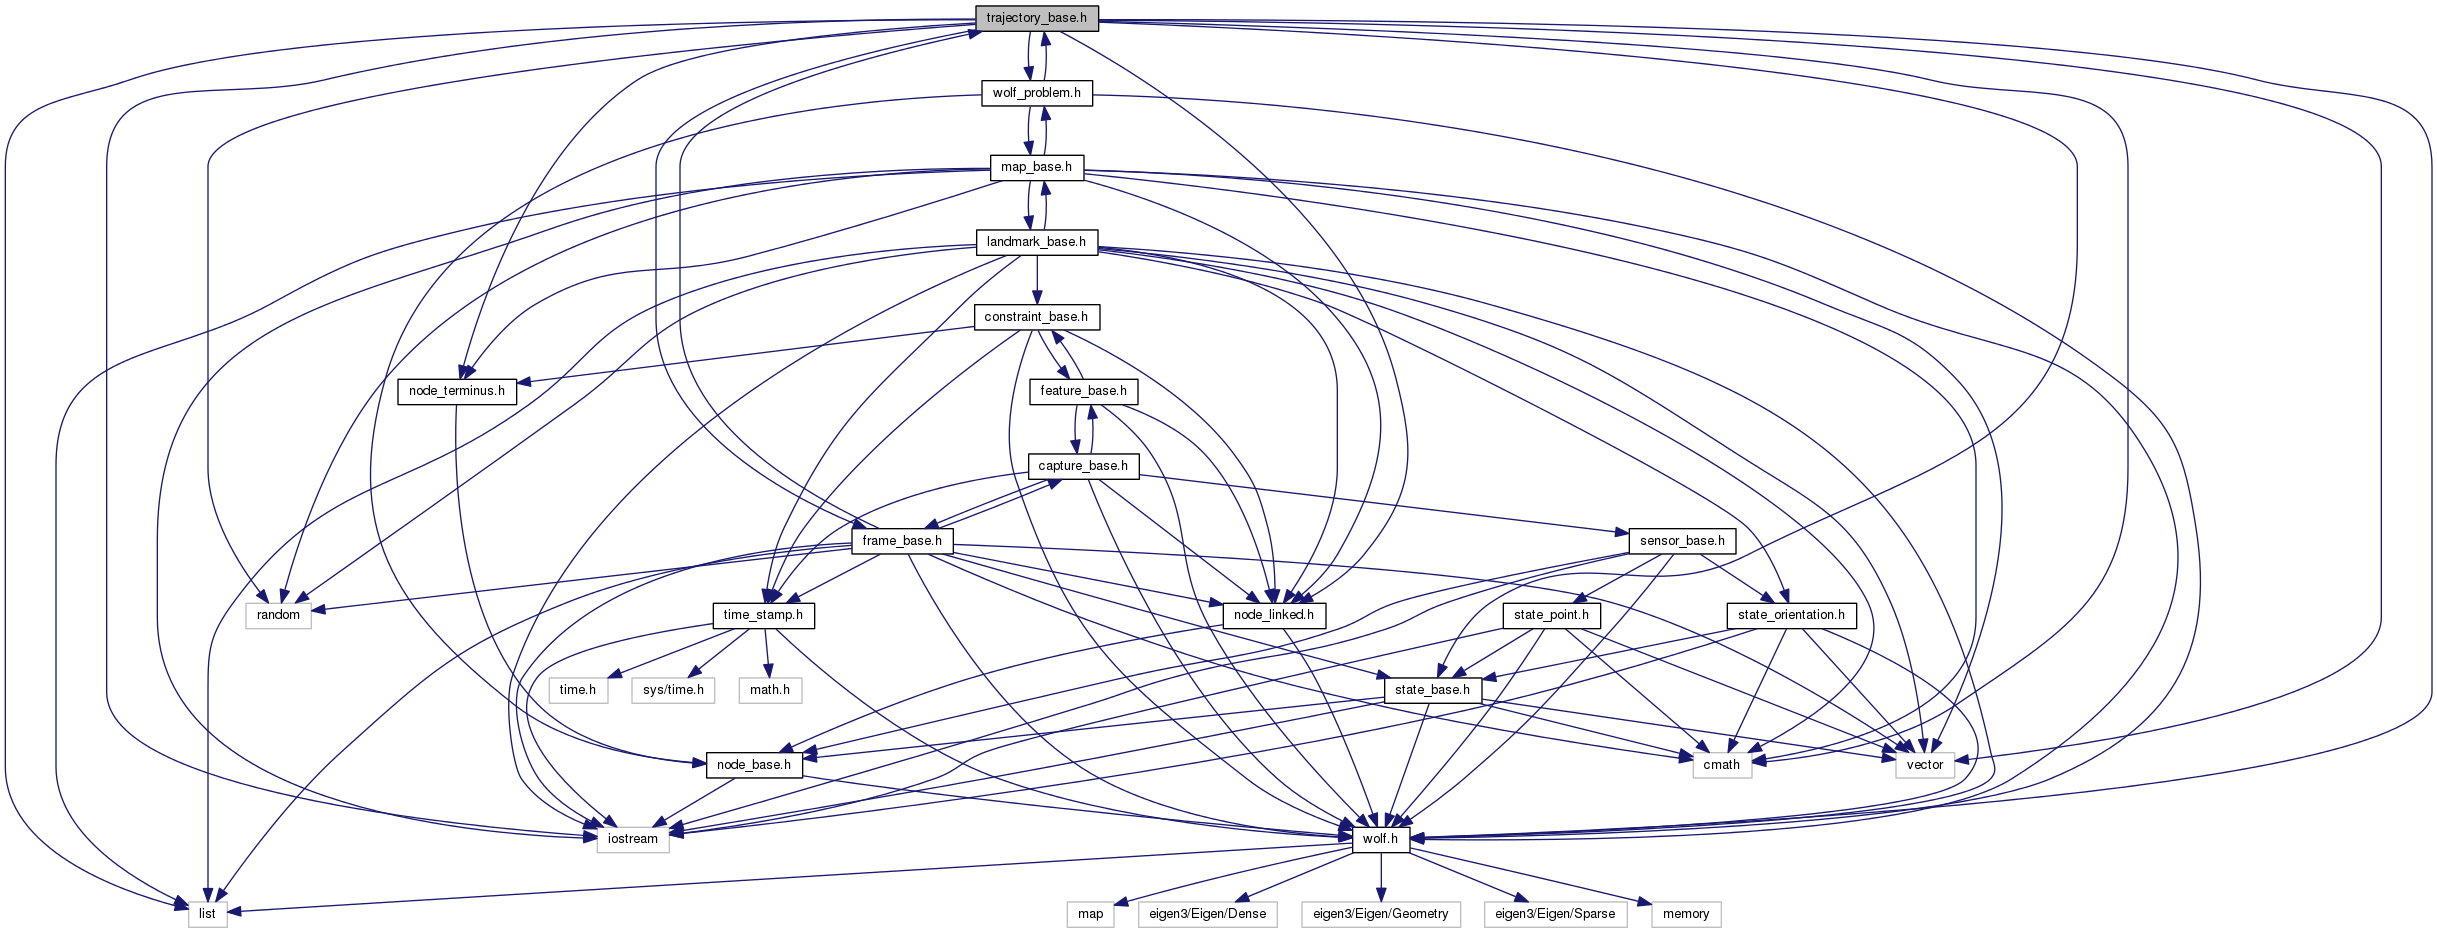 trajectory_base.h
wolf_problem.h
map_base.h
landmark_base.h
constraint_base.h
node_terminus.h
feature_base.h
capture_base.h
frame_base.h
sensor_base.h
random
time_stamp.h
node_linked.h
state_point.h
state_orientation.h
time.h
sys/time.h
math.h
state_base.h
node_base.h
cmath
vector
iostream
wolf.h
list
map
eigen3/Eigen/Dense
eigen3/Eigen/Geometry
eigen3/Eigen/Sparse
memory